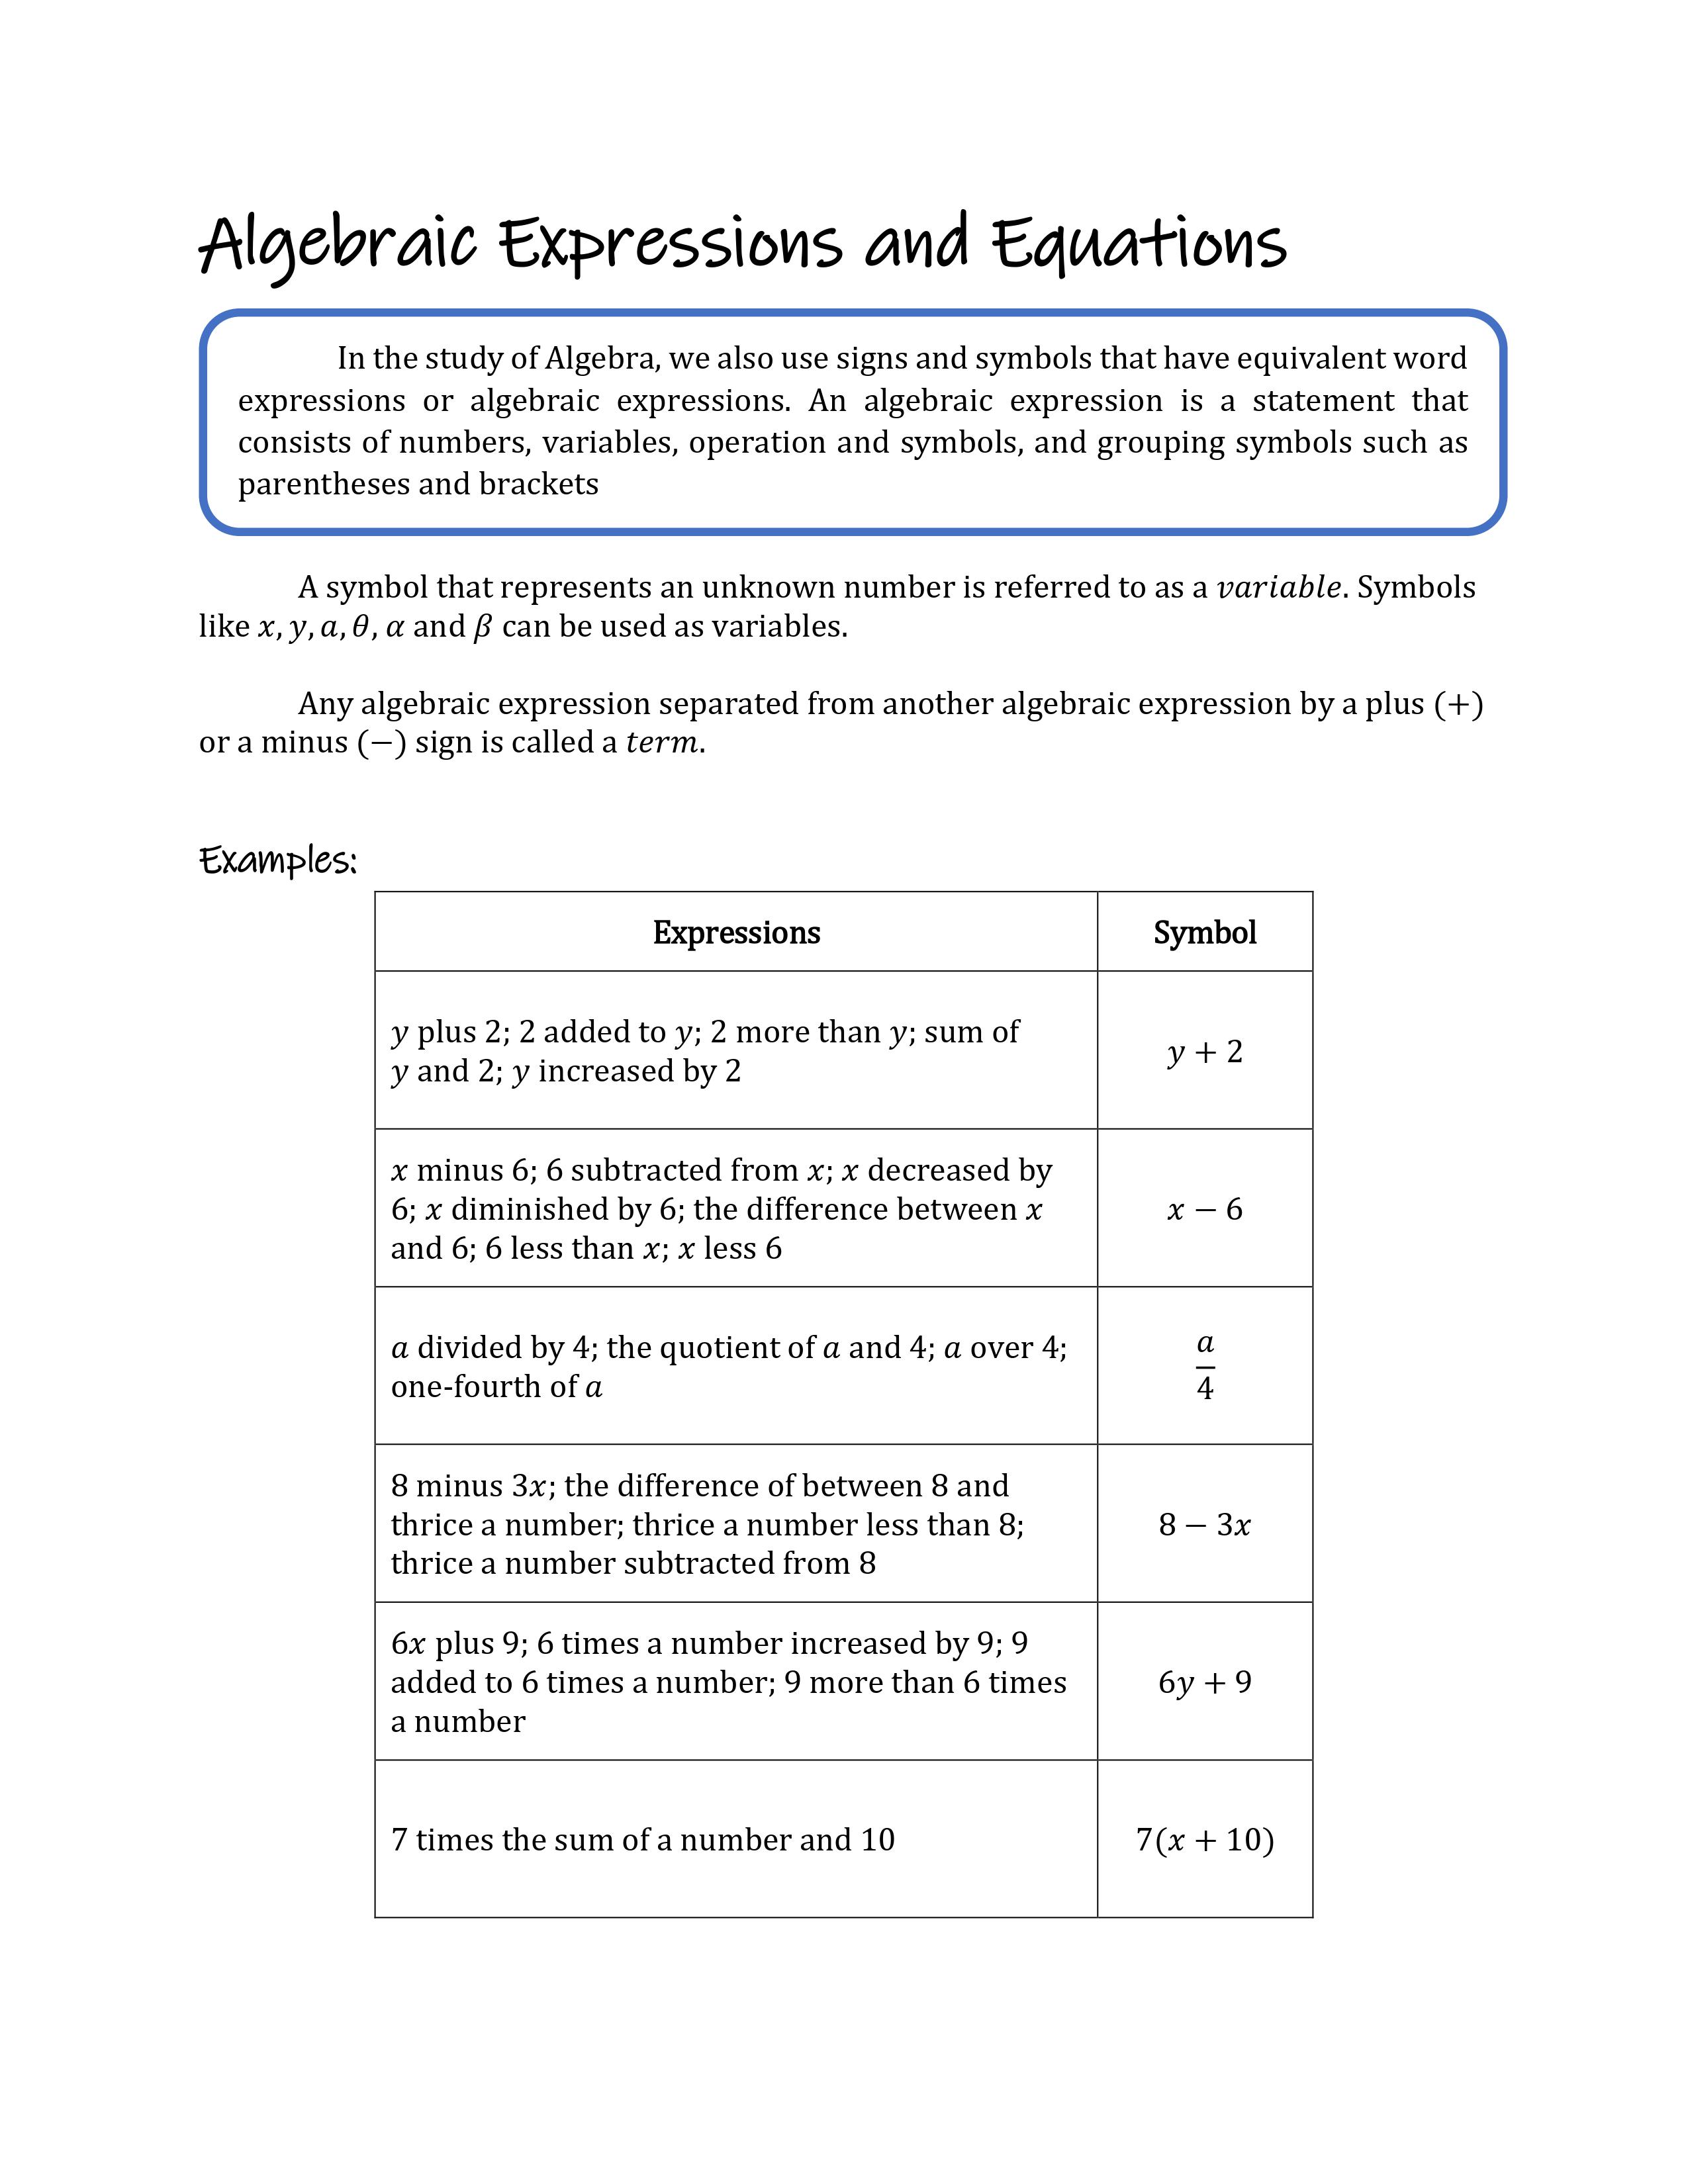 Algebraic Expressions and Equations
In the study of Algebra, we also use signs and symbols that have equivalent word
expressions or algebraic expressions. An algebraic expression is a statement that
consists of numbers, variables, operation and symbols, and grouping symbols such as
parentheses and brackets
A symbol that represents an unknown number is referred to as a variable. Symbols
like x, y, a, θ, α and β can be used as variables.
Any algebraic expression separated from another algebraic expression by a plus (+)
or a minus (−) sign is called a term.
Examples:
Expressions Symbol
y plus 2; 2 added to y; 2 more than y; sum of
y and 2; y increased by 2
y + 2
x minus 6; 6 subtracted from x; x decreased by
6; x diminished by 6; the difference between x
and 6; 6 less than x; x less 6
x − 6
a divided by 4; the quotient of a and 4; a over 4;
one-fourth of a
a
4
8 minus 3x; the difference of between 8 and
thrice a number; thrice a number less than 8;
thrice a number subtracted from 8
8 − 3x
6x plus 9; 6 times a number increased by 9; 9
added to 6 times a number; 9 more than 6 times
a number
6y + 9
7 times the sum of a number and 10
7(x + 10)